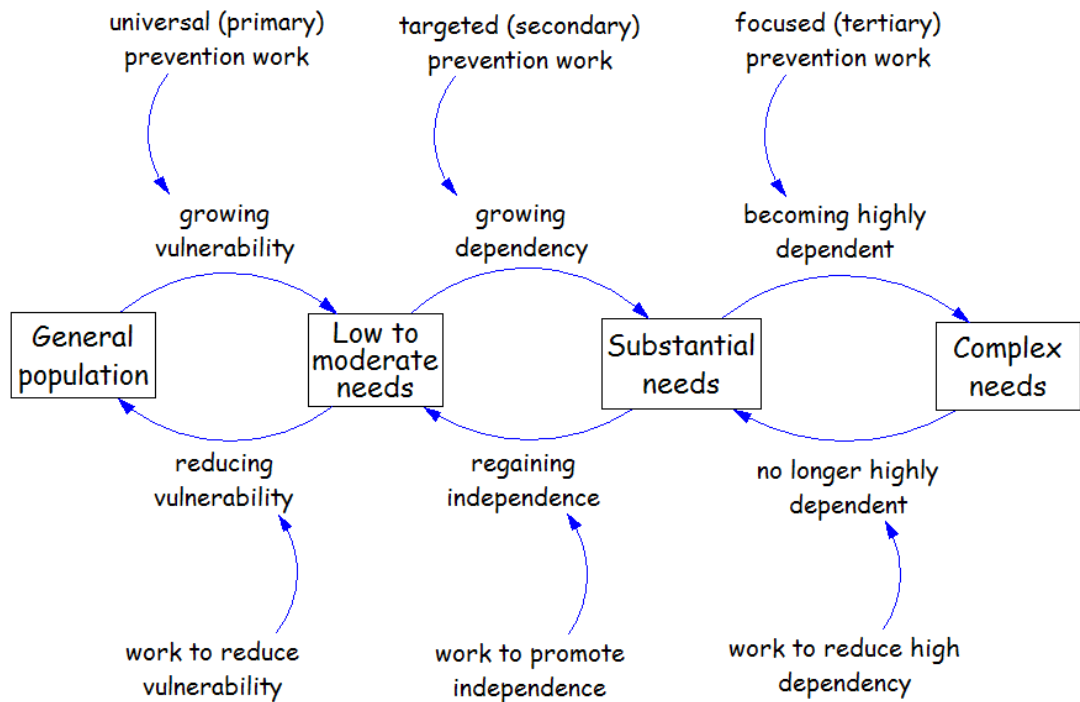 universal (primary)
prevention work
targeted (secondary)
prevention work
focused (tertiary)
prevention work
growing
vulnerability
growing
dependency
becoming highly
dependent
General
population
Low to
moderate
needs
Substantial
needs
Complex
needs
reducing
vulnerability
regaining
independence
no longer highly
dependent
work to reduce
vulnerability
work to promote
independence
work to reduce high
dependency